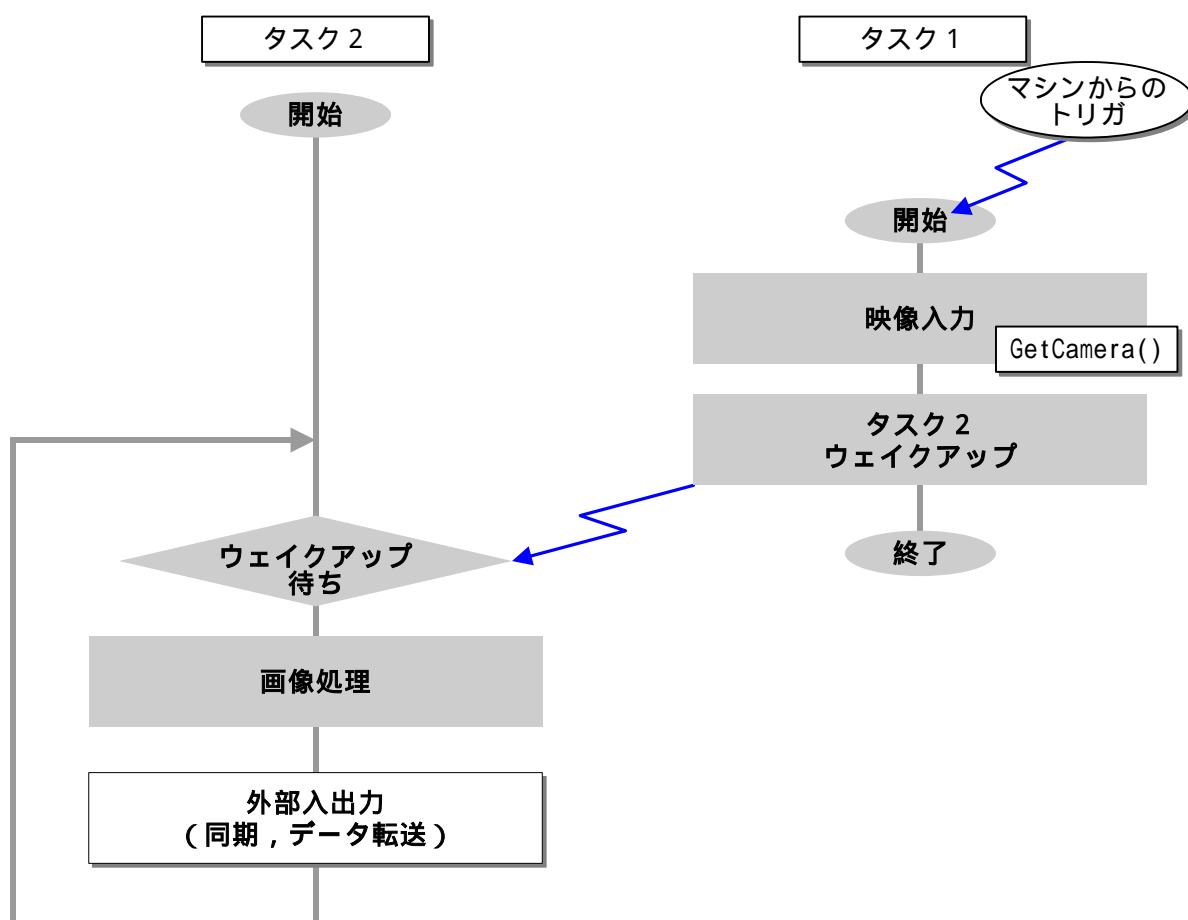 タスク 2
タスク 1
マシンからの
トリガ
開始
開始
映像入力
GetCamera()
タスク 2
ウェイクアップ
終了
ウェイクアップ
待ち
画像処理
外部入出力
（同期，データ転送）